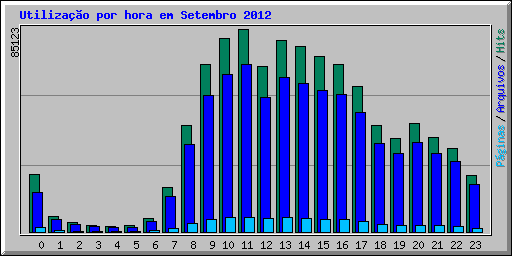 Utilização por hora em Setembro 2012
85123
Páginas / Arquivos / Hits
0 1 2 3 4 5 6 7 8 9 10 11 12 13 14 15 16 17 18 19 20 21 22 23